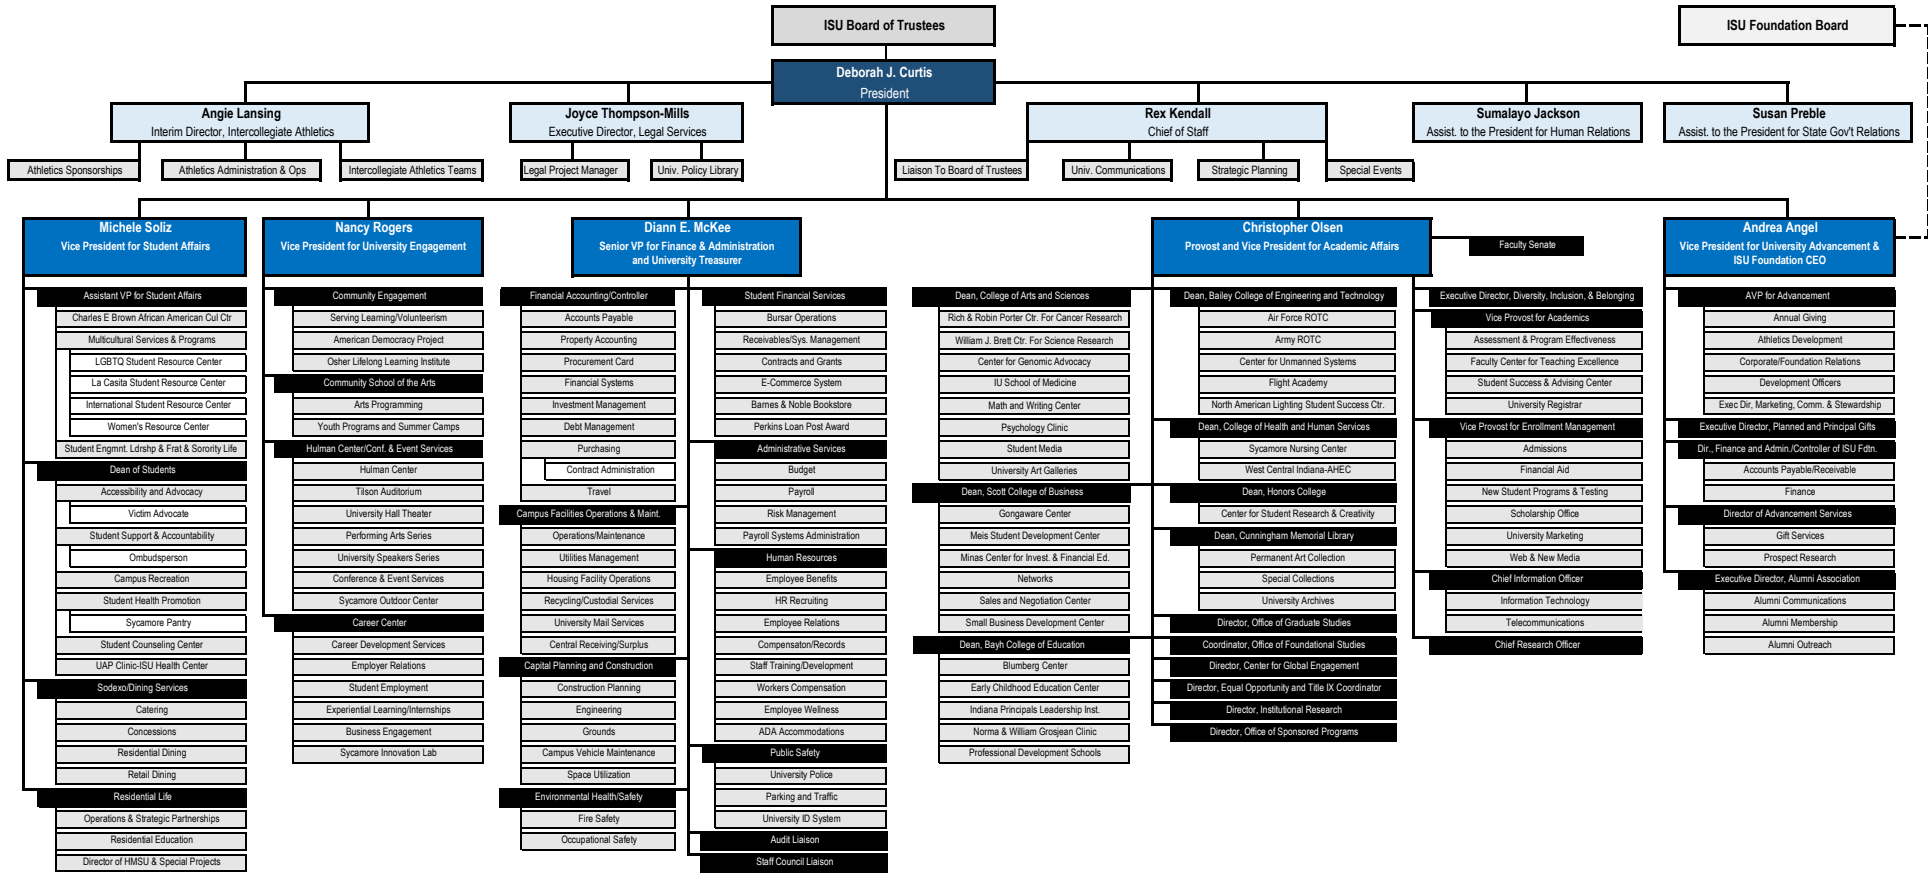 ISU Board of Trustees
ISU Foundation Board
Deborah J. Curtis
President
Angie Lansing
Interim Director, Intercollegiate Athletics
Joyce Thompson-Mills
Executive Director, Legal Services
Rex Kendall
Chief of Staff
Sumalayo Jackson
Assist. to the President for Human Relations
Susan Preble
Assist. to the President for State Gov't Relations
Athletics Sponsorships
Athletics Administration & Ops
Intercollegiate Athletics Teams
Legal Project Manager
Univ. Policy Library
Liaison To Board of Trustees
Univ. Communications
Strategic Planning
Special Events
Michele Soliz
Vice President for Student Affairs
Assistant VP for Student Affairs
Charles E Brown African American Cul Ctr
Multicultural Services & Programs
LGBTQ Student Resource Center
La Casita Student Resource Center
International Student Resource Center
Women's Resource Center
Student Engmnt. Ldrshp & Frat & Sorority Life
Dean of Students
Accessibility and Advocacy
Victim Advocate
Student Support & Accountability
Ombudsperson
Campus Recreation
Student Health Promotion
Sycamore Pantry
Student Counseling Center
UAP Clinic-ISU Health Center
Sodexo/Dining Services
Catering
Concessions
Residential Dining
Retail Dining
Residential Life
Operations & Strategic Partnerships
Residential Education
Director of HMSU & Special Projects
Nancy Rogers
Vice President for University Engagement
Community Engagement
Serving Learning/Volunteerism
American Democracy Project
Osher Lifelong Learning Institute
Community School of the Arts
Arts Programming
Youth Programs and Summer Camps
Hulman Center/Conf. & Event Services
Hulman Center
Tilson Auditorium
University Hall Theater
Performing Arts Series
University Speakers Series
Conference & Event Services
Sycamore Outdoor Center
Career Center
Career Development Services
Employer Relations
Student Employment
Experiential Learning/Internships
Business Engagement
Sycamore Innovation Lab
Diann E. McKee
Senior VP for Finance & Administration
and University Treasurer
Financial Accounting/Controller
Accounts Payable
Property Accounting
Procurement Card
Financial Systems
Investment Management
Debt Management
Purchasing
Contract Administration
Travel
Campus Facilities Operations & Maint.
Operations/Maintenance
Utilities Management
Housing Facility Operations
Recycling/Custodial Services
University Mail Services
Central Receiving/Surplus
Capital Planning and Construction
Construction Planning
Engineering
Grounds
Campus Vehicle Maintenance
Space Utilization
Environmental Health/Safety
Fire Safety
Occupational Safety
Student Financial Services
Bursar Operations
Receivables/Sys. Management
Contracts and Grants
E-Commerce System
Barnes & Noble Bookstore
Perkins Loan Post Award
Administrative Services
Budget
Payroll
Risk Management
Payroll Systems Administration
Human Resources
Employee Benefits
HR Recruiting
Employee Relations
Compensaton/Records
Staff Training/Development
Workers Compensation
Employee Wellness
ADA Accommodations
Public Safety
University Police
Parking and Traffic
University ID System
Audit Liaison
Staff Council Liaison
Christopher Olsen
Provost and Vice President for Academic Affairs
Faculty Senate
Dean, College of Arts and Sciences
Rich & Robin Porter Ctr. For Cancer Research
William J. Brett Ctr. For Science Research
Center for Genomic Advocacy
IU School of Medicine
Math and Writing Center
Psychology Clinic
Student Media
University Art Galleries
Dean, Scott College of Business
Gongaware Center
Meis Student Development Center
Minas Center for Invest. & Financial Ed.
Networks
Sales and Negotiation Center
Small Business Development Center
Dean, Bayh College of Education
Blumberg Center
Early Childhood Education Center
Indiana Principals Leadership Inst.
Norma & William Grosjean Clinic
Professional Development Schools
Dean, Bailey College of Engineering and Technology
Air Force ROTC
Army ROTC
Center for Unmanned Systems
Flight Academy
North American Lighting Student Success Ctr.
Dean, College of Health and Human Services
Sycamore Nursing Center
West Central Indiana-AHEC
Dean, Honors College
Center for Student Research & Creativity
Dean, Cunningham Memorial Library
Permanent Art Collection
Special Collections
University Archives
Director, Office of Graduate Studies
Coordinator, Office of Foundational Studies
Director, Center for Global Engagement
Director, Equal Opportunity and Title IX Coordinator
Director, Institutional Research
Director, Office of Sponsored Programs
Executive Director, Diversity, Inclusion, & Belonging
Vice Provost for Academics
Assessment & Program Effectiveness
Faculty Center for Teaching Excellence
Student Success & Advising Center
University Registrar
Vice Provost for Enrollment Management
Admissions
Financial Aid
New Student Programs & Testing
Scholarship Office
University Marketing
Web & New Media
Chief Information Officer
Information Technology
Telecommunications
Chief Research Officer
Andrea Angel
Vice President for University Advancement &
ISU Foundation CEO
AVP for Advancement
Annual Giving
Athletics Development
Corporate/Foundation Relations
Development Officers
Exec Dir, Marketing, Comm. & Stewardship
Executive Director, Planned and Principal Gifts
Dir., Finance and Admin./Controller of ISU Fdtn.
Accounts Payable/Receivable
Finance
Director of Advancement Services
Gift Services
Prospect Research
Executive Director, Alumni Association
Alumni Communications
Alumni Membership
Alumni Outreach